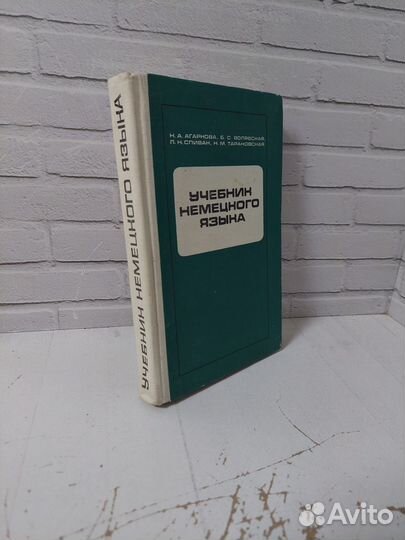 УЧЕБНИК НЕМЕЦКОГО ЯЗЫКА
Н. А. АГАРКОВА, Б. С. ВОЛЯВСКАЯ,
Л. Н. СПИВАК, Н. М. ТАРАНОВСКАЯ
УЧЕБНИК
НЕМЕЦКОГО
ЯЗЫКА
Avito